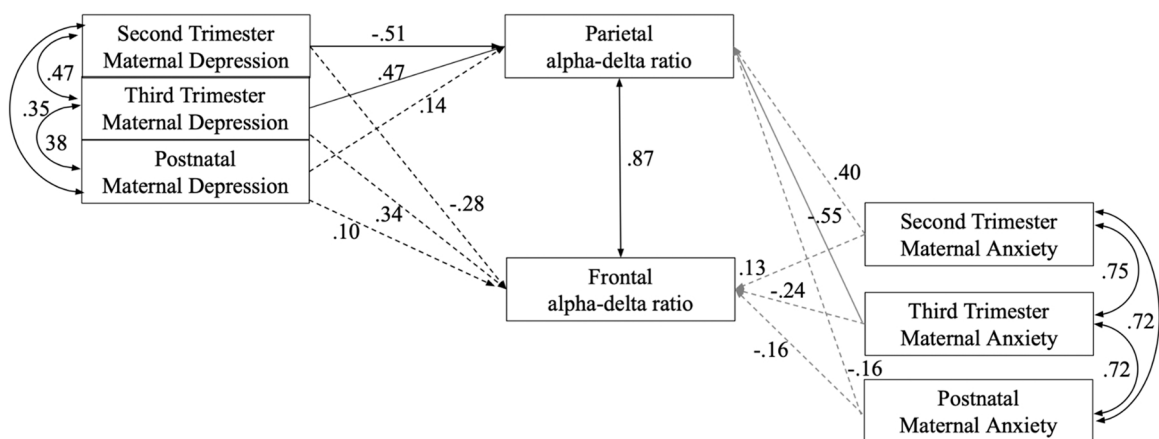 Second Trimester
Maternal Depression
Third Trimester
Maternal Depression
Postnatal
Maternal Depression
.47
.35
38
-.51
.47
.14
-.28
.34
.10
Parietal
alpha-delta ratio
.87
Frontal
alpha-delta ratio
.40
-.55
.13
-.24
-.16
-.16
Second Trimester
Maternal Anxiety
Third Trimester
Maternal Anxiety
Postnatal
Maternal Anxiety
.75
.72
.72